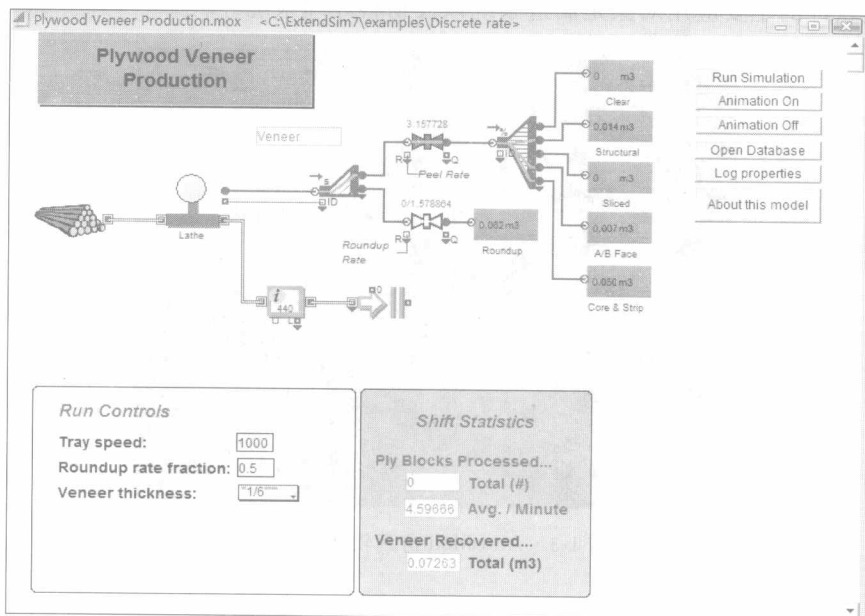 Plywood Veneer Production.mox <C:\ExtendSim7\examples\Discrete rate>
Plywood Veneer
Production
Veneer
3.157728
R
Q
Peel Rate
S
ID
0/1.578864
R
Q
Roundup
Rate
0.062 m3
Roundup
Lathe
%
ID
0 m3
Clear
0.014 m3
Structural
0 m3
Sliced
0.007 m3
A/B Face
0.050 m3
Core & Strip
i
440
L
0
Run Simulation
Animation On
Animation Off
Open Database
Log properties
About this model
Run Controls
Tray speed: 1000
Roundup rate fraction: 0.5
Veneer thickness: "1/6"
Shift Statistics
Ply Blocks Processed...
0 Total (#)
4.59666 Avg. / Minute
Veneer Recovered...
0.07263 Total (m3)